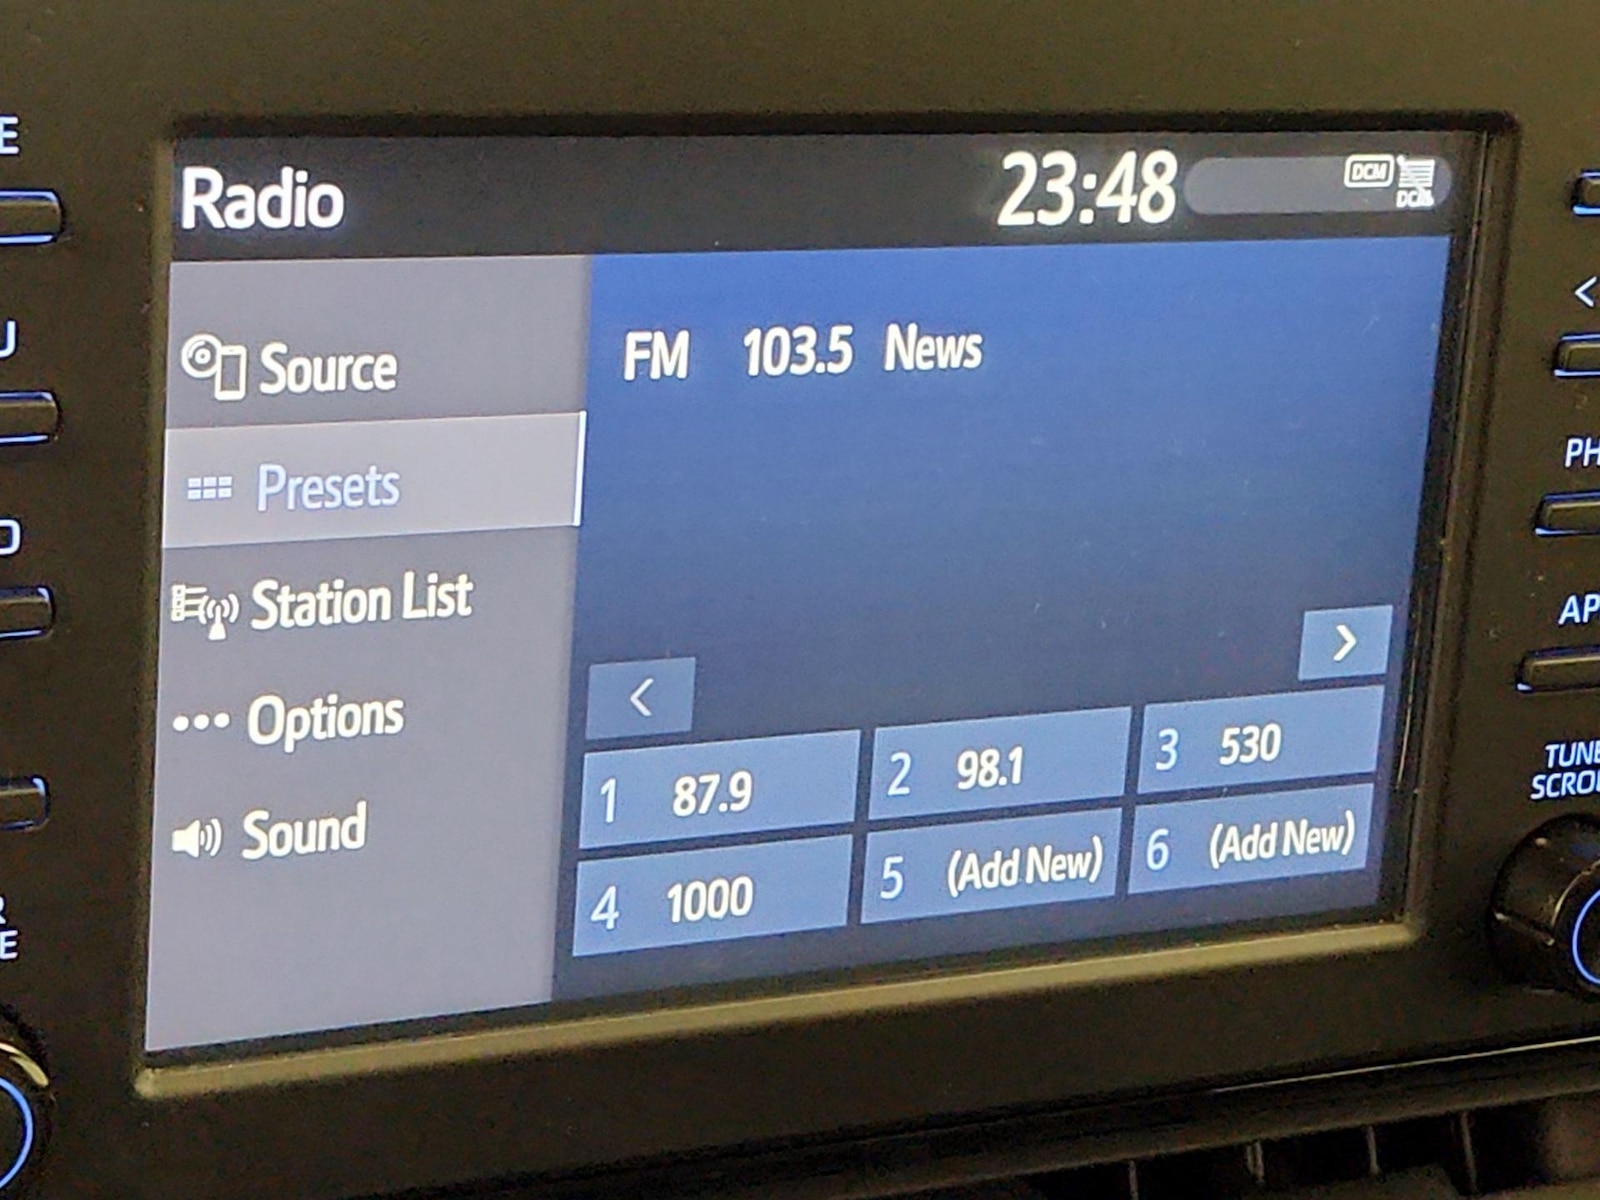 Radio
23:48
DCM
DCM
Source
Presets
Station List
Options
Sound
FM 103.5 News
<
>
1 87.9
2 98.1
3 530
4 1000
5 (Add New)
6 (Add New)
E
U
O
E
<
PH
AP
TUNE
SCRO